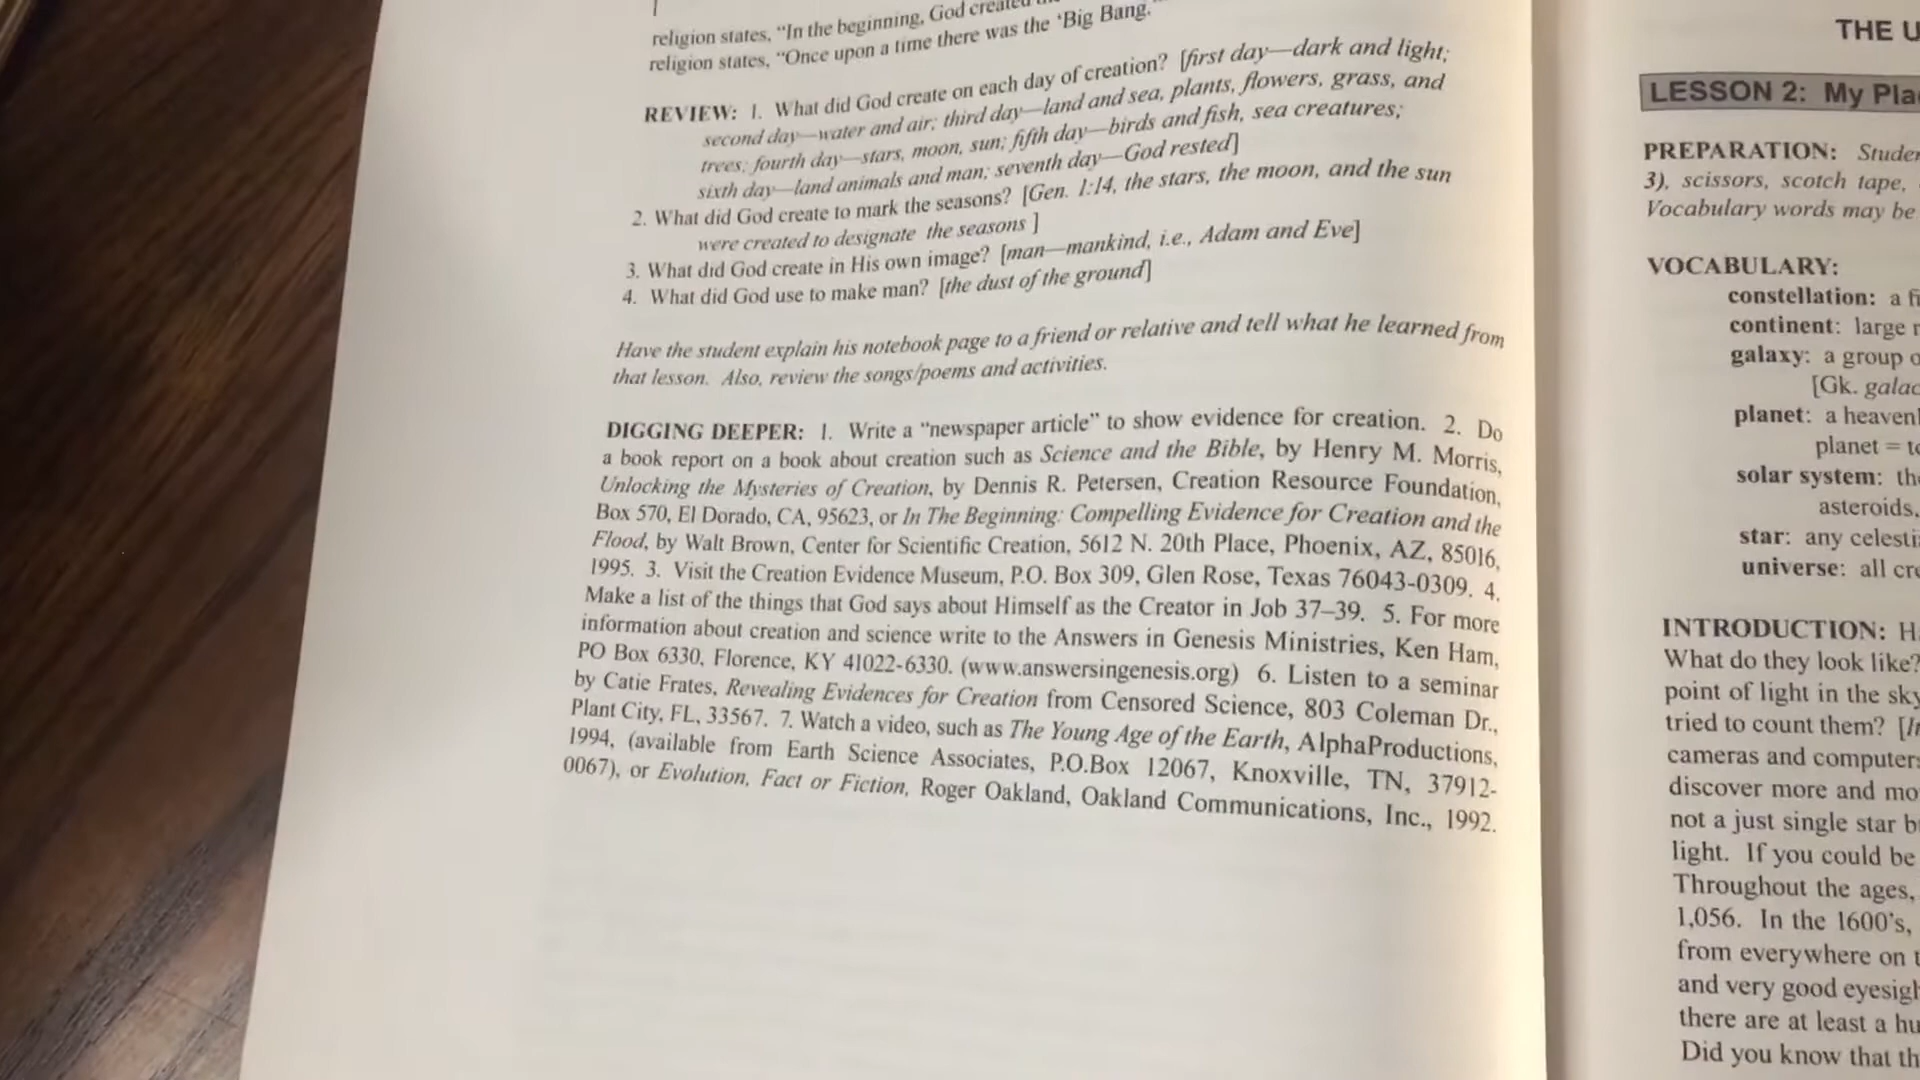 religion states, "In the beginning, God created
religion states, "Once upon a time there was the 'Big Bang.'
REVIEW: 1. What did God create on each day of creation? [first day—dark and light;
second day—water and air; third day—land and sea, plants, flowers, grass, and
trees; fourth day—stars, moon, sun; fifth day—birds and fish, sea creatures;
sixth day—land animals and man; seventh day—God rested]
2. What did God create to mark the seasons? [Gen. 1:14, the stars, the moon, and the sun
were created to designate the seasons ]
3. What did God create in His own image? [man—mankind, i.e., Adam and Eve]
4. What did God use to make man? [the dust of the ground]
Have the student explain his notebook page to a friend or relative and tell what he learned from
that lesson. Also, review the songs/poems and activities.
DIGGING DEEPER: 1. Write a "newspaper article" to show evidence for creation. 2. Do
a book report on a book about creation such as Science and the Bible, by Henry M. Morris,
Unlocking the Mysteries of Creation, by Dennis R. Petersen, Creation Resource Foundation,
Box 570, El Dorado, CA, 95623, or In The Beginning: Compelling Evidence for Creation and the
Flood, by Walt Brown, Center for Scientific Creation, 5612 N. 20th Place, Phoenix, AZ, 85016,
1995. 3. Visit the Creation Evidence Museum, P.O. Box 309, Glen Rose, Texas 76043-0309. 4.
Make a list of the things that God says about Himself as the Creator in Job 37–39. 5. For more
information about creation and science write to the Answers in Genesis Ministries, Ken Ham,
PO Box 6330, Florence, KY 41022-6330. (www.answersingenesis.org) 6. Listen to a seminar
by Catie Frates, Revealing Evidences for Creation from Censored Science, 803 Coleman Dr.,
Plant City, FL, 33567. 7. Watch a video, such as The Young Age of the Earth, AlphaProductions,
1994, (available from Earth Science Associates, P.O.Box 12067, Knoxville, TN, 37912-
0067), or Evolution, Fact or Fiction, Roger Oakland, Oakland Communications, Inc., 1992.
THE U
LESSON 2: My Pla
PREPARATION: Studen
3), scissors, scotch tape,
Vocabulary words may be
VOCABULARY:
constellation: a fi
continent: large
galaxy: a group o
[Gk. galac
planet: a heavenl
planet = to
solar system: the
asteroids,
star: any celesti
universe: all cre
INTRODUCTION: H
What do they look like?
point of light in the sky
tried to count them? [
cameras and computers
discover more and mo
not a just single star b
light. If you could be
Throughout the ages,
1,056. In the 1600's,
from everywhere on t
and very good eyesigh
there are at least a hu
Did you know that th